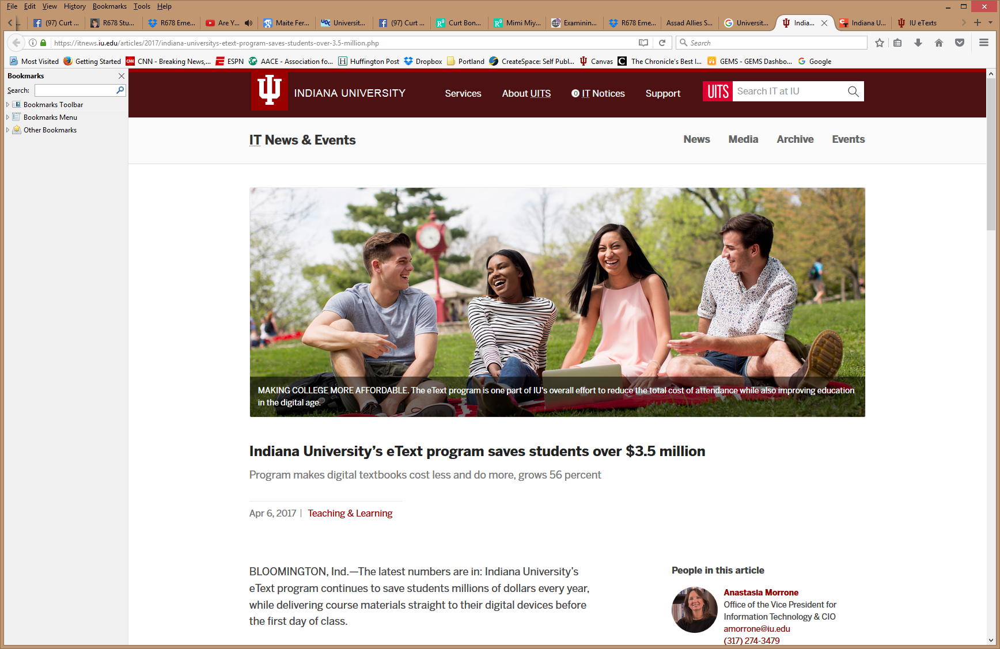 File Edit View History Bookmarks Tools Help
... (97) Curt ... R678 Stu... R678 Eme... Are Y... Maite Fer... UOC Universit... (97) Curt ... Curt Bon... Mimi Miy... Examinin... R678 Eme... Assad Allies S... Universit... India... Indiana U... IU eTexts
https://itnews.iu.edu/articles/2017/indiana-universitys-etext-program-saves-students-over-3.5-million.php Search
Most Visited Getting Started CNN - Breaking News,... ESPN AACE - Association fo... Huffington Post Dropbox Portland CreateSpace: Self Publ... Canvas The Chronicle's Best I... GEMS - GEMS Dashbo... Google
Bookmarks
Search:
Bookmarks Toolbar
Bookmarks Menu
Other Bookmarks
INDIANA UNIVERSITY Services About UITS 0 IT Notices Support UITS Search IT at IU
IT News & Events News Media Archive Events
MAKING COLLEGE MORE AFFORDABLE. The eText program is one part of IU's overall effort to reduce the total cost of attendance while also improving education
in the digital age.
Indiana University's eText program saves students over $3.5 million
Program makes digital textbooks cost less and do more, grows 56 percent
Apr 6, 2017 | Teaching & Learning
BLOOMINGTON, Ind.—The latest numbers are in: Indiana University's
eText program continues to save students millions of dollars every year,
while delivering course materials straight to their digital devices before
the first day of class.
People in this article
Anastasia Morrone
Office of the Vice President for
Information Technology & CIO
amorrone@iu.edu
(317) 274-3479